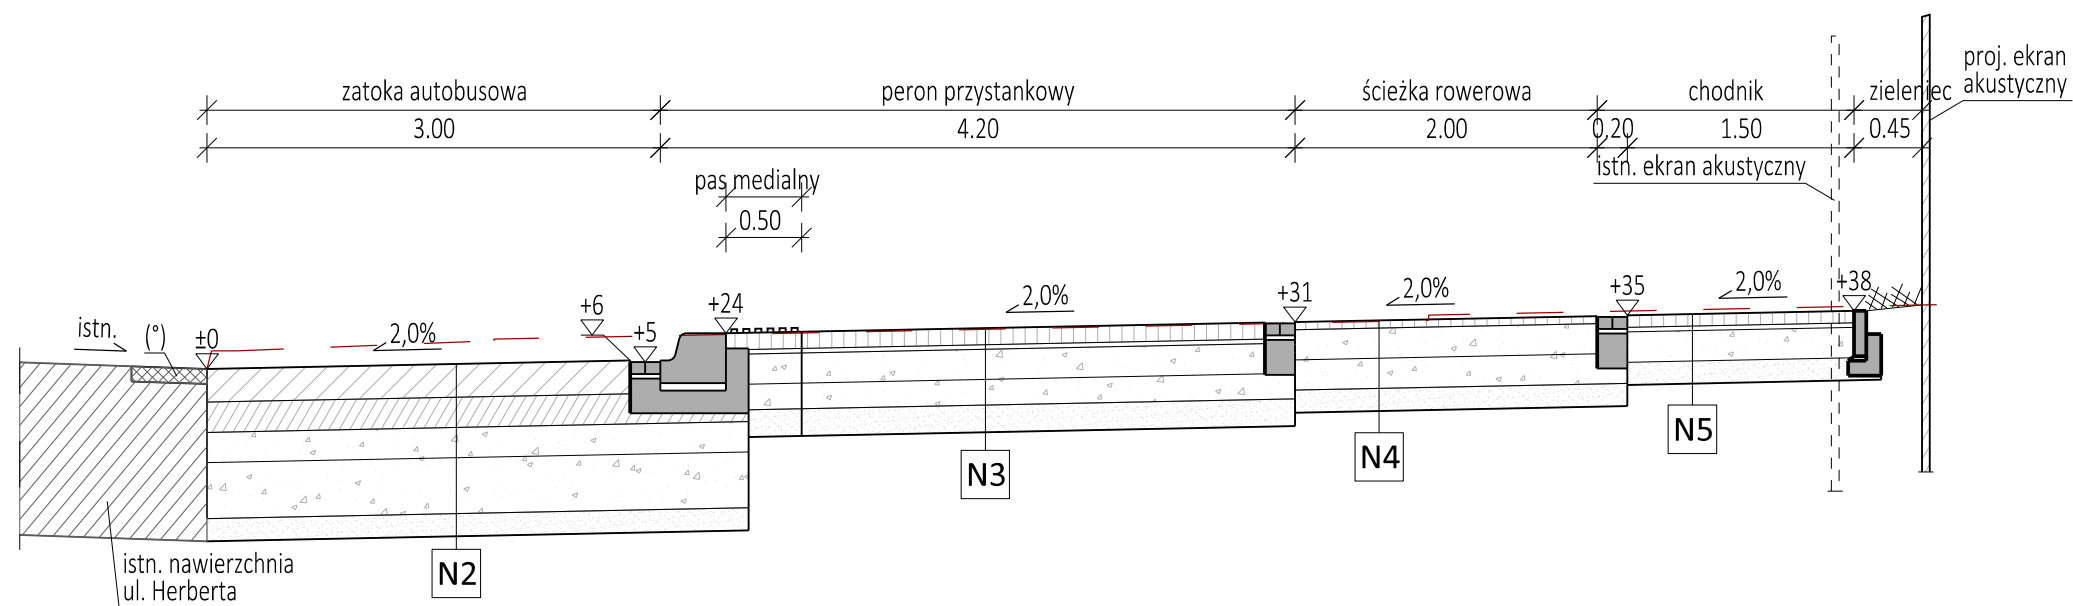 proj. ekran
akustyczny
zatoka autobusowa
peron przystankowy
ścieżka rowerowa
chodnik
zieleniec
3.00
4.20
2.00
0,20
1.50
0.45
istn. ekran akustyczny
pas medialny
0.50
istn.
(°)
±0
2,0%
+6
+5
+24
2,0%
+31
2,0%
+35
2,0%
+38
N2
N3
N4
N5
istn. nawierzchnia
ul. Herberta